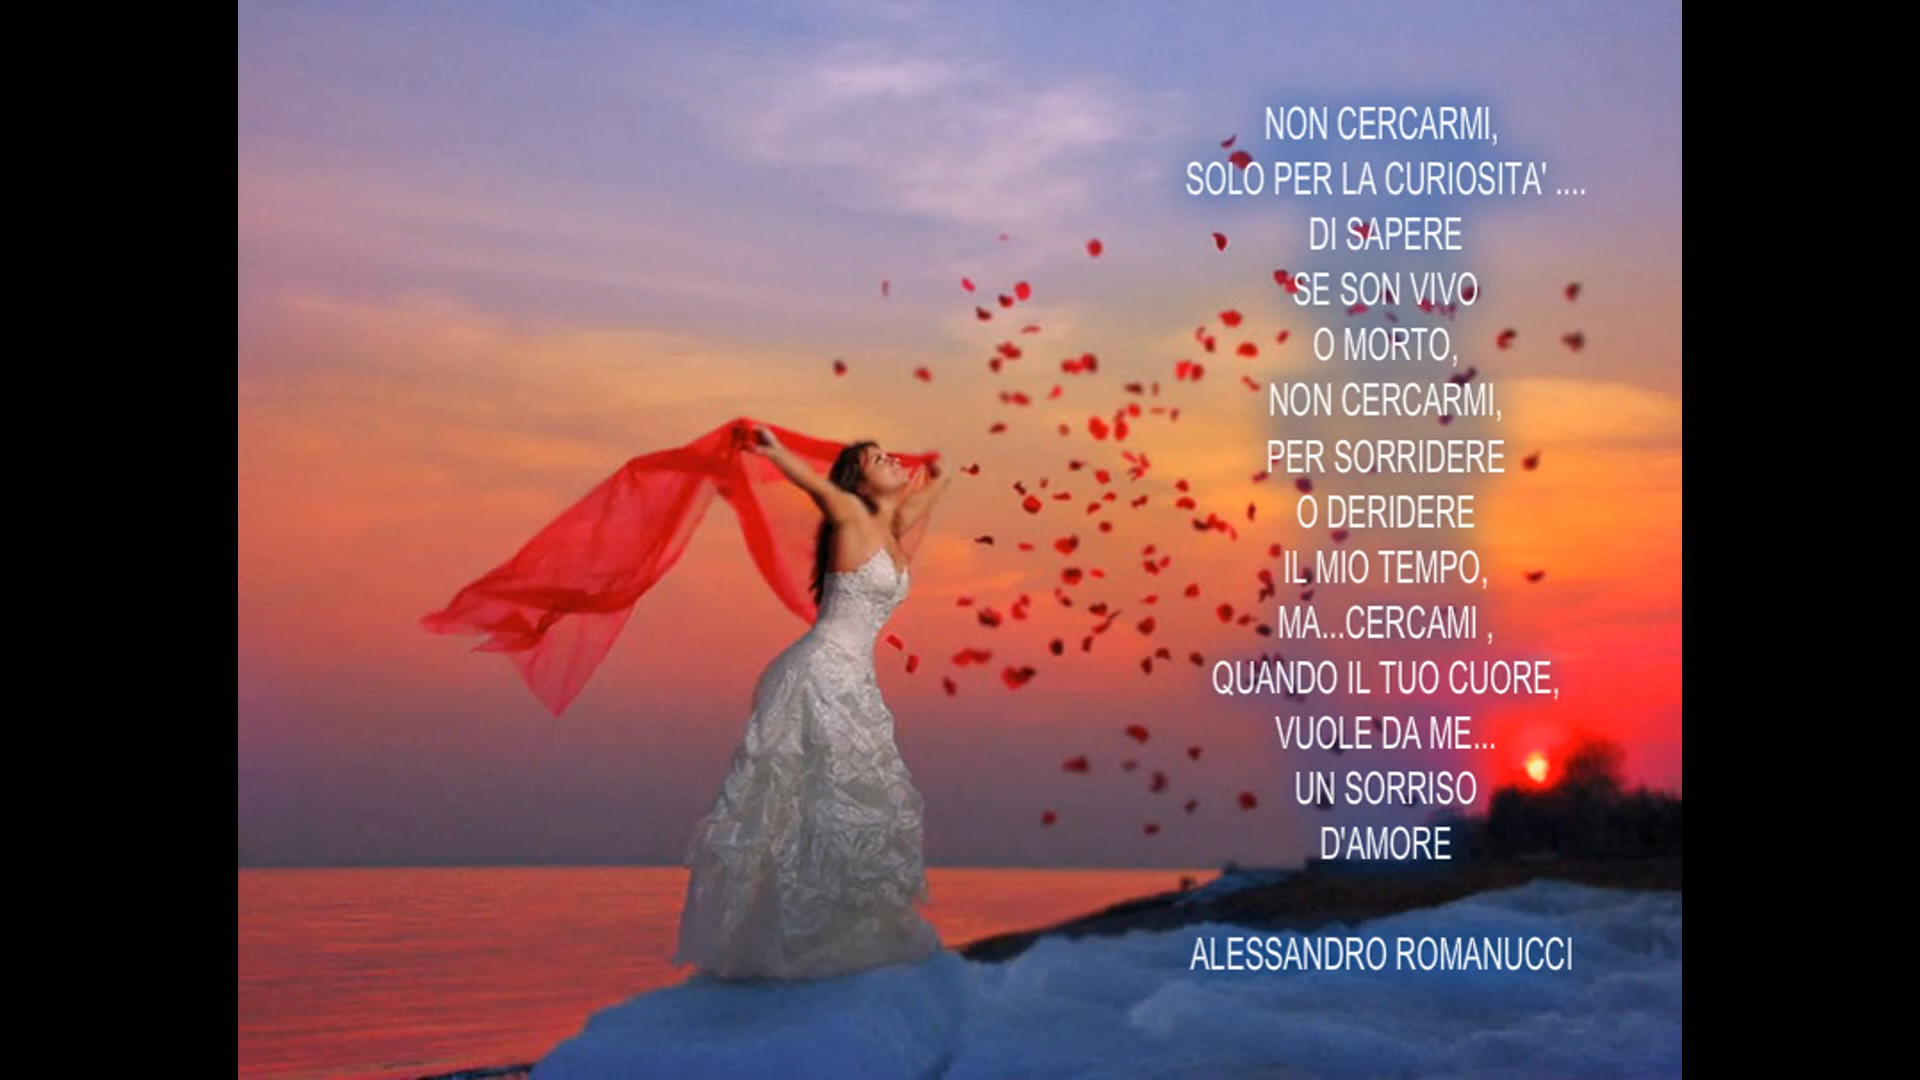 NON CERCARMI,
SOLO PER LA CURIOSITA' ....
DI SAPERE
SE SON VIVO
O MORTO,
NON CERCARMI,
PER SORRIDERE
O DERIDERE
IL MIO TEMPO,
MA...CERCAMI ,
QUANDO IL TUO CUORE,
VUOLE DA ME...
UN SORRISO
D'AMORE
ALESSANDRO ROMANUCCI